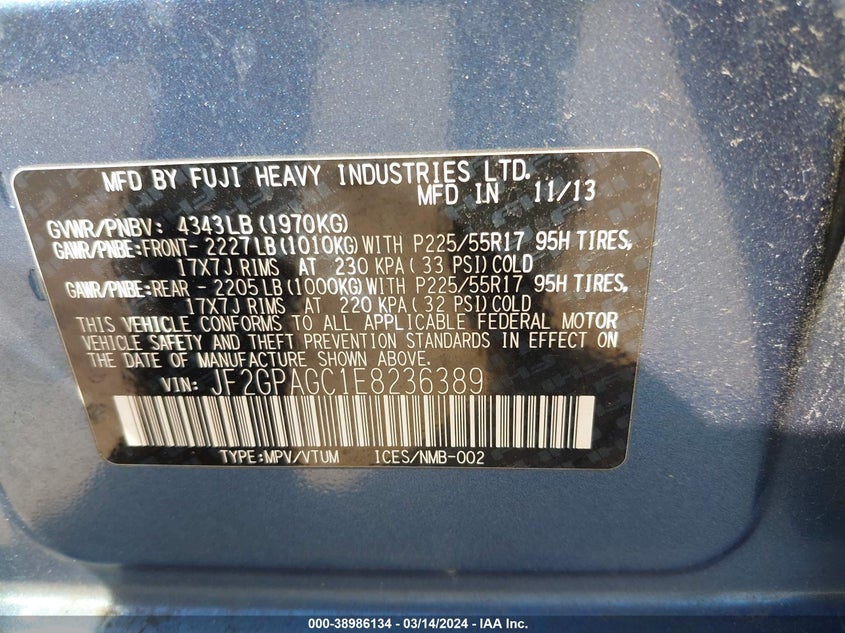 MFD BY FUJI HEAVY INDUSTRIES LTD.
MFD IN 11/13
GVWR/PNBV: 4343LB (1970KG)
GAWR/PNBE:FRONT- 2227LB (1010KG) WITH P225/55R17 95H TIRES,
17X7J RIMS AT 230 KPA (33 PSI) COLD
GAWR/PNBE:REAR - 2205LB (1000KG) WITH P225/55R17 95H TIRES,
17X7J RIMS AT 220 KPA (32 PSI) COLD
THIS VEHICLE CONFORMS TO ALL APPLICABLE FEDERAL MOTOR
VEHICLE SAFETY AND THEFT PREVENTION STANDARDS IN EFFECT ON
THE DATE OF MANUFACTURE SHOWN ABOVE.
VIN: JF2GPAGC1E8236389
TYPE:MPV/VTUM ICES/NMB-002
000-38986134 - 03/14/2024 - IAA Inc.